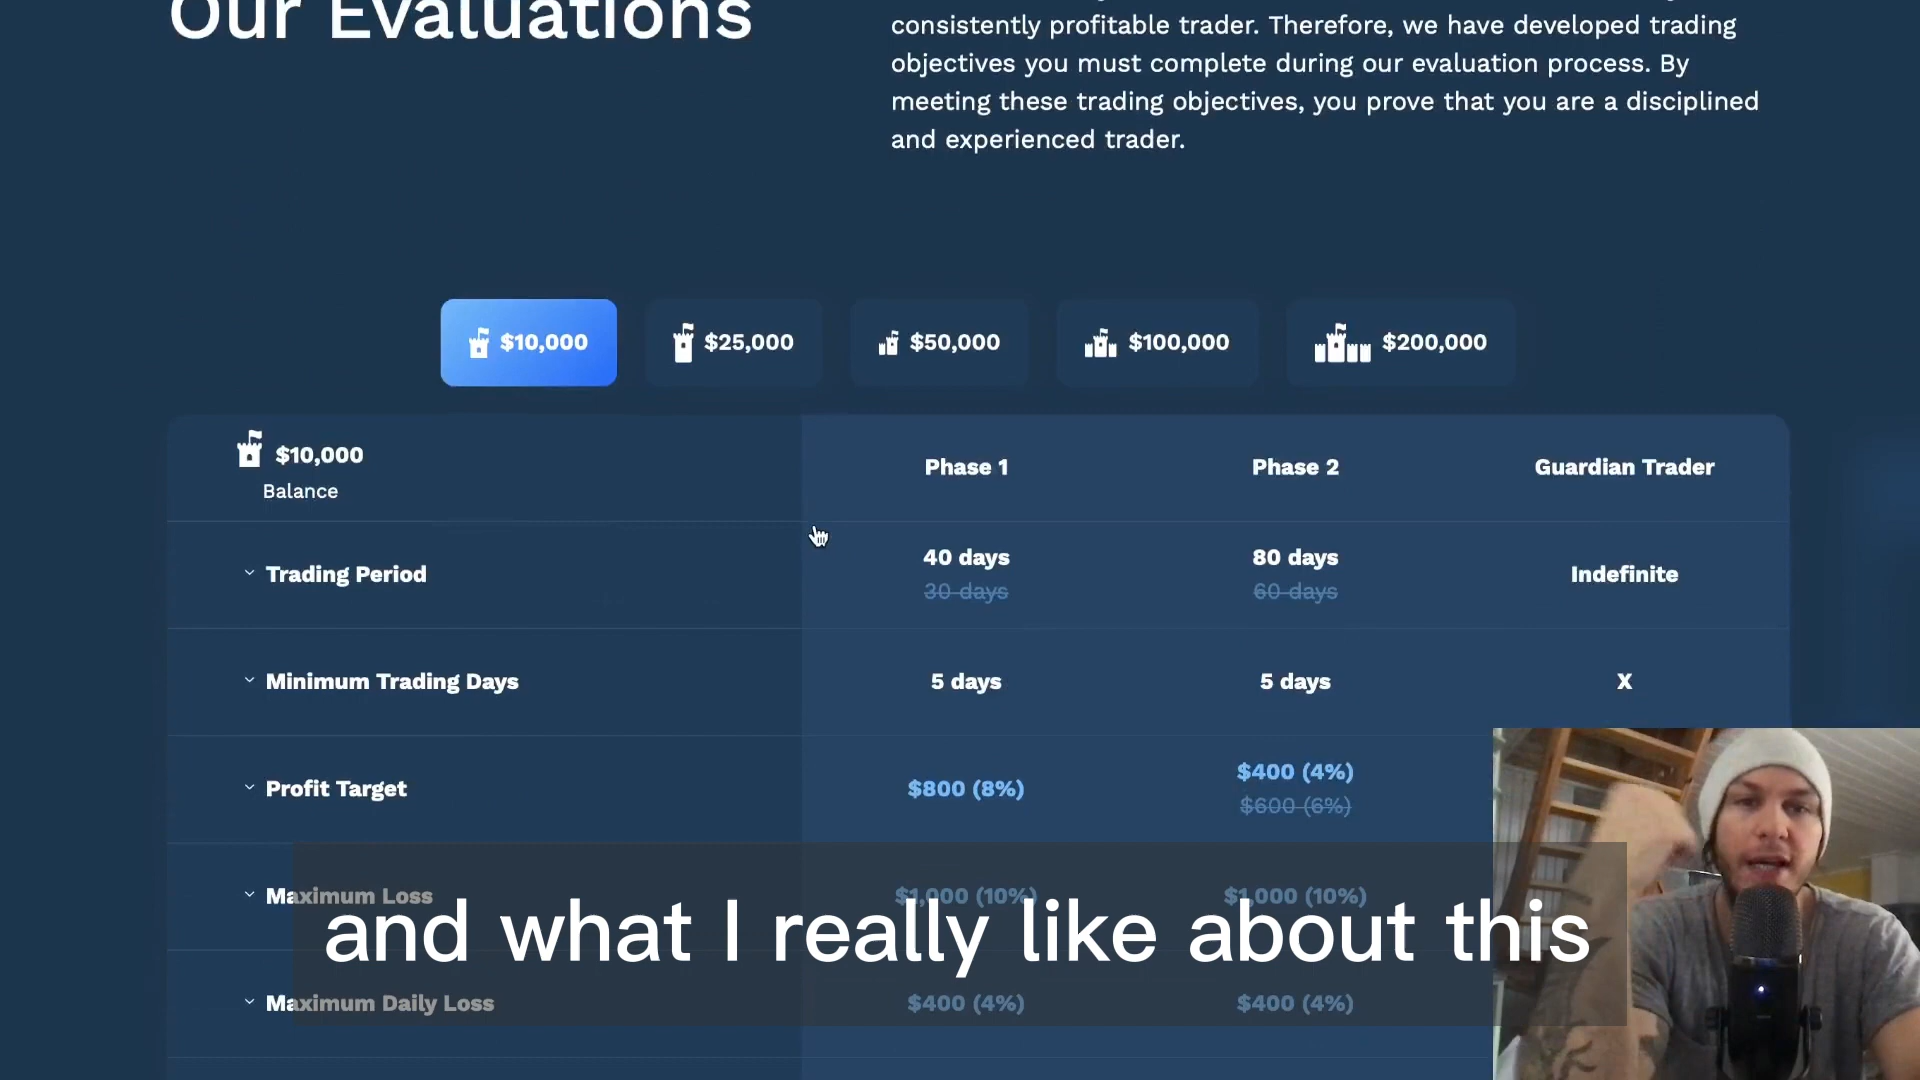 Our Evaluations
consistently profitable trader. Therefore, we have developed trading
objectives you must complete during our evaluation process. By
meeting these trading objectives, you prove that you are a disciplined
and experienced trader.
$10,000
$25,000
$50,000
$100,000
$200,000
$10,000
Balance
Phase 1
Phase 2
Guardian Trader
Trading Period
40 days
30 days
80 days
60 days
Indefinite
Minimum Trading Days
5 days
5 days
X
Profit Target
$800 (8%)
$400 (4%)
$600 (6%)
Maximum Loss
$1,000 (10%)
$1,000 (10%)
and what I really like about this
Maximum Daily Loss
$400 (4%)
$400 (4%)